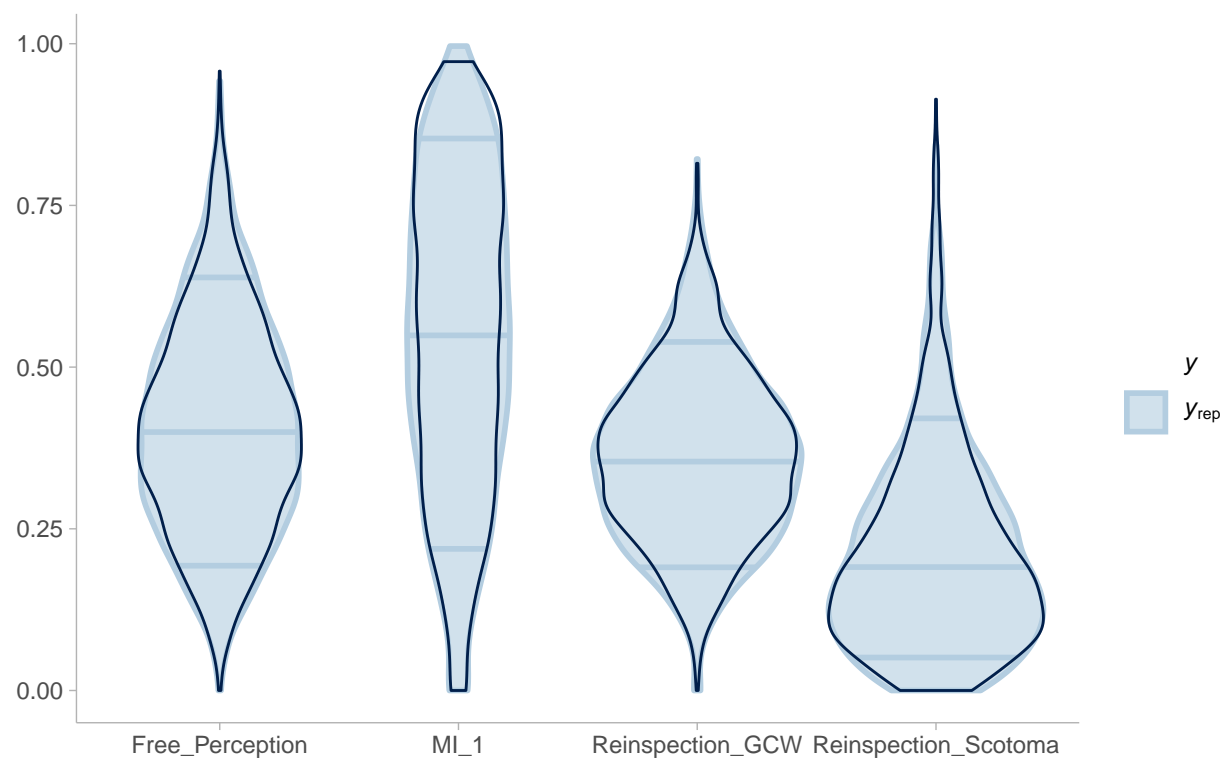 1.00
0.75
0.50
0.25
0.00
Free_Perception MI_1 Reinspection_GCW Reinspection_Scotoma
y
yrep